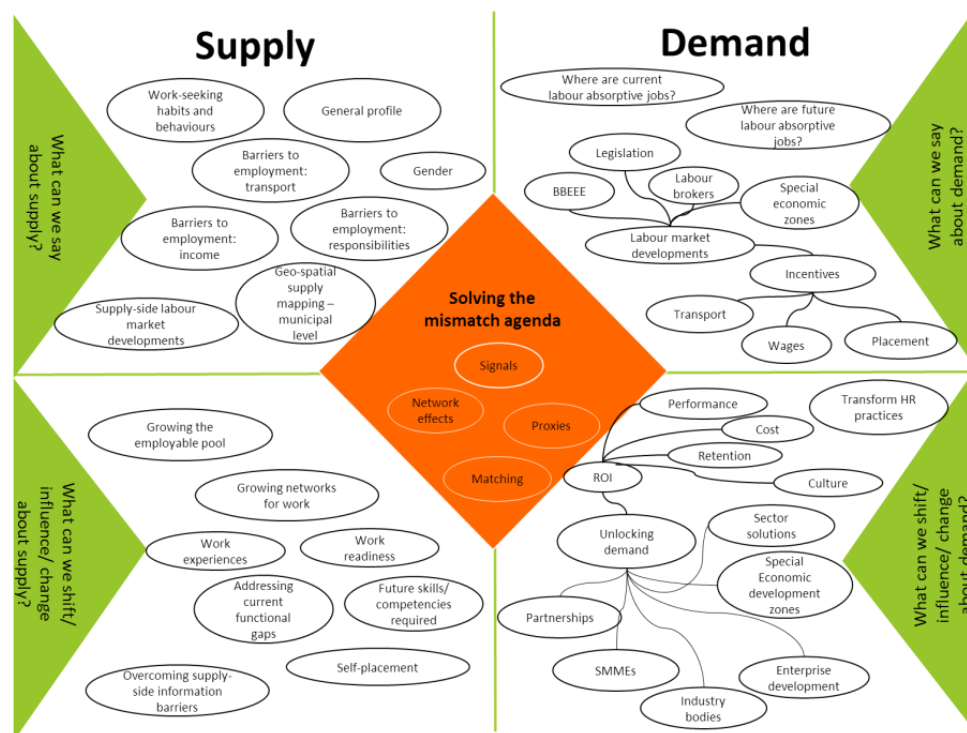 Supply
Demand
What can we say
about supply?
Work-seeking
habits and
behaviours
General profile
Barriers to
employment:
transport
Gender
Barriers to
employment:
income
Barriers to
employment:
responsibilities
Geo-spatial
supply
mapping –
municipal
level
Supply-side labour
market
developments
Where are current
labour absorptive jobs?
Where are future
labour absorptive
jobs?
Legislation
BBEEE
Labour
brokers
Special
economic
zones
Labour market
developments
Incentives
Transport
Wages
Placement
What can we say
about demand?
Solving the
mismatch agenda
Signals
Network
effects
Proxies
Matching
What can we shift/
influence/ change
about supply?
Growing the
employable pool
Growing networks
for work
Work
experiences
Work
readiness
Addressing
current
functional
gaps
Future skills/
competencies
required
Self-placement
Overcoming supply-
side information
barriers
Performance
Transform HR
practices
Cost
Retention
ROI
Culture
Unlocking
demand
Sector
solutions
Special
Economic
development
zones
Partnerships
SMMEs
Enterprise
development
Industry
bodies
What can we shift/
influence/ change
about demand?